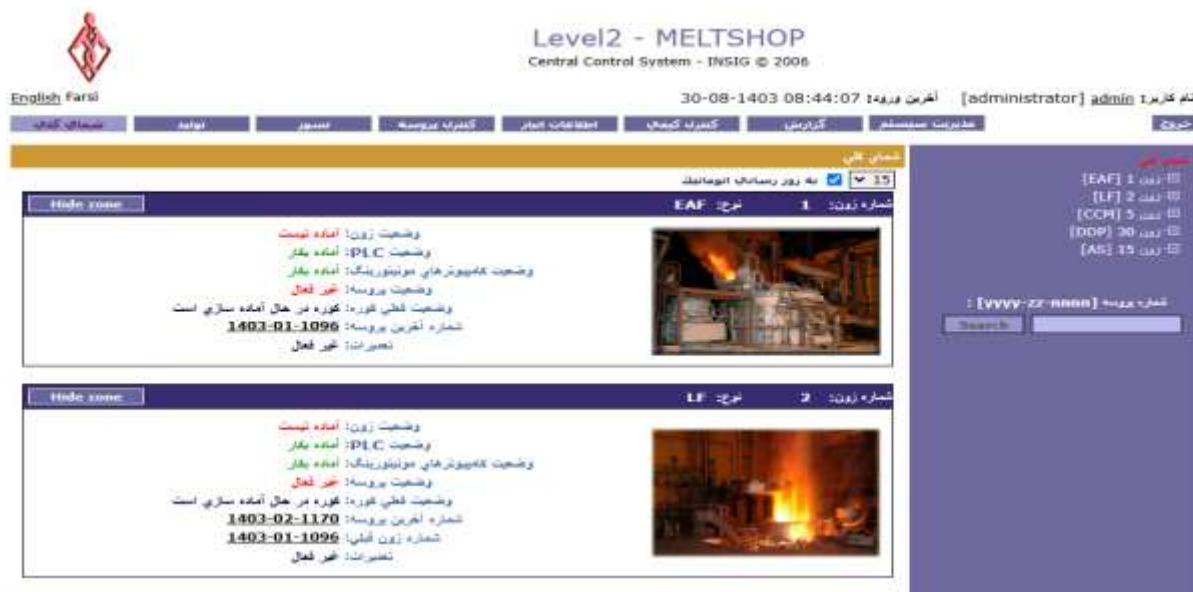 Level2 - MELTSHOP
Central Control System - INSIG © 2006
English Farsi
نام کاربر: admin [administrator] آخرین ورود: 30-08-1403 08:44:07
خروج
مدیریت سیستم
گزارش
کنترل کیفی
اطلاعات انبار
کنترل پروسه
سنسور
تولید
شمای کلی
شمای کلی
زون 1 [EAF]
زون 2 [LF]
زون 5 [CCM]
زون 30 [DDP]
زون 15 [AS]
شماره پروسه [yyyy-zz-nnnn] :
Search
شمای کلی
15 به روز رسانی اتوماتیک
شماره زون: 1 نوع: EAF Hide zone
وضعیت زون: آماده نیست
وضعیت PLC: آماده بکار
وضعیت کامپیوترهای مونیتورینگ: آماده بکار
وضعیت پروسه: غیر فعال
وضعیت فعلی کوره: کوره در حال آماده سازی است
شماره آخرین پروسه: 1403-01-1096
تعمیرات: غیر فعال
شماره زون: 2 نوع: LF Hide zone
وضعیت زون: آماده نیست
وضعیت PLC: آماده بکار
وضعیت کامپیوترهای مونیتورینگ: آماده بکار
وضعیت پروسه: غیر فعال
وضعیت فعلی کوره: کوره در حال آماده سازی است
شماره آخرین پروسه: 1403-02-1170
شماره زون قبلی: 1403-01-1096
تعمیرات: غیر فعال